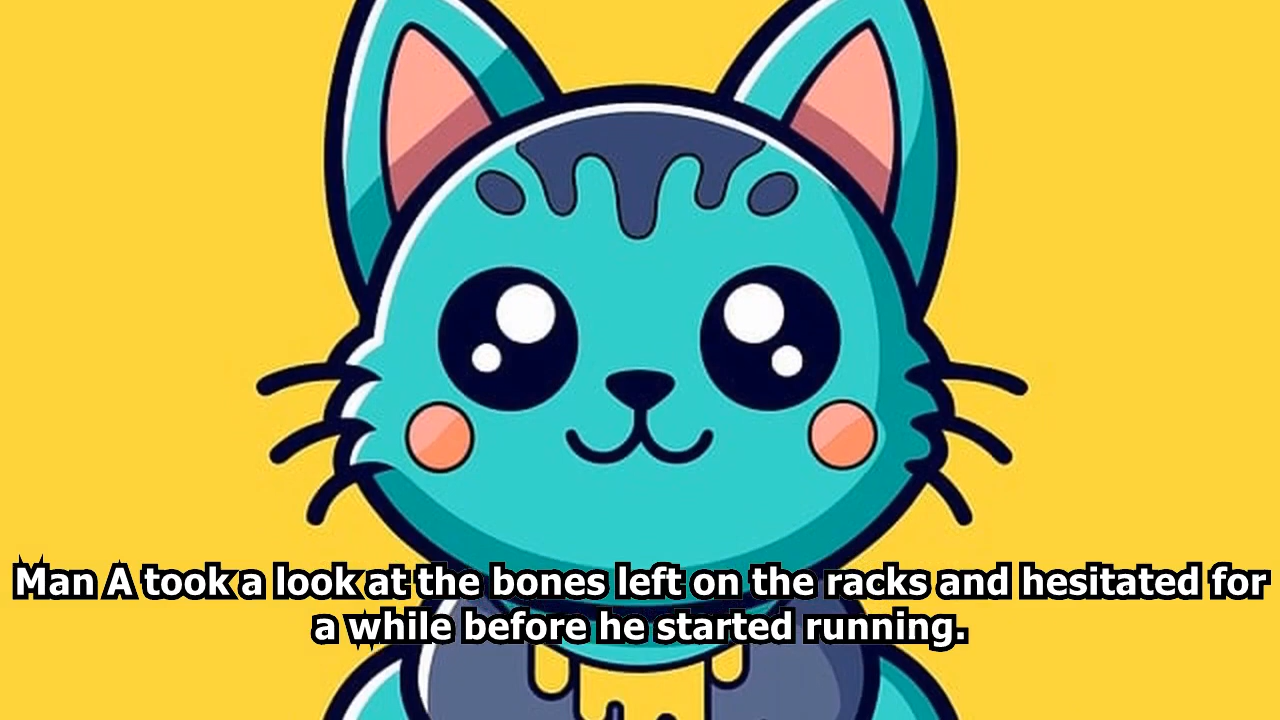 Man A took a look at the bones left on the racks and hesitated for
a while before he started running.